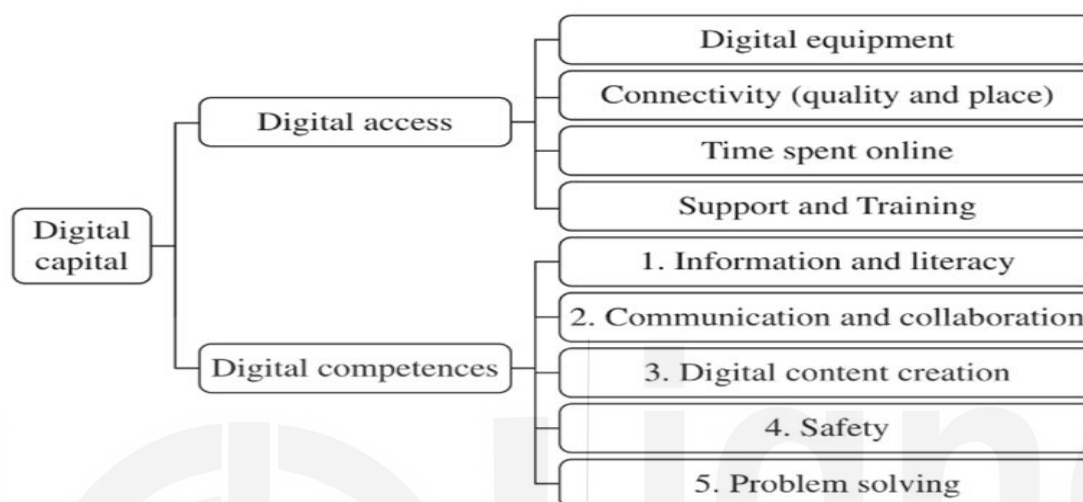 Digital capital
Digital access
Digital equipment
Connectivity (quality and place)
Time spent online
Support and Training
Digital competences
1. Information and literacy
2. Communication and collaboration
3. Digital content creation
4. Safety
5. Problem solving